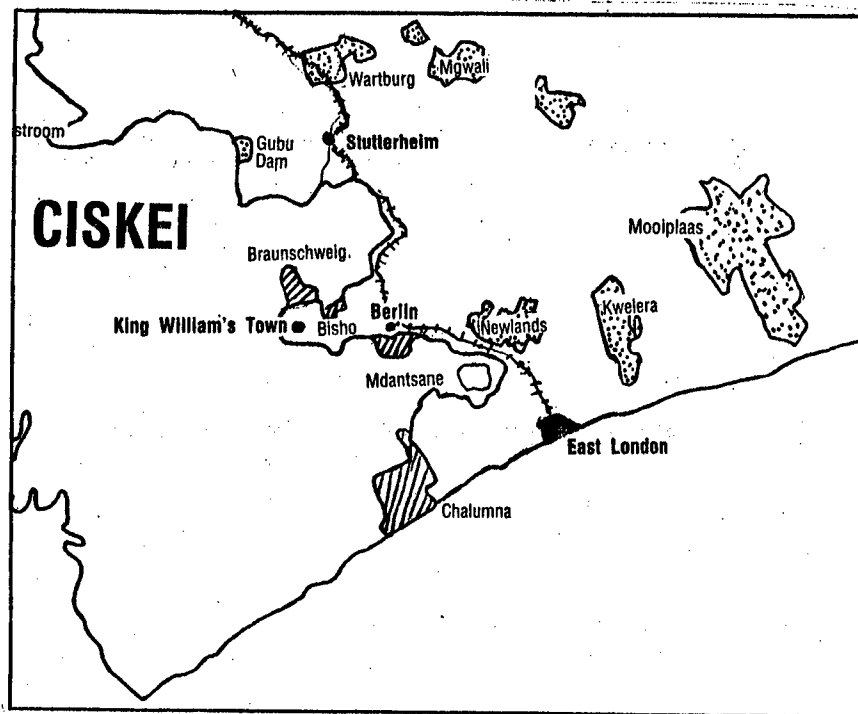 Wartburg
Mgwali
stroom
Gubu
Dam
Stutterheim
CISKEI
Mooiplaas
Braunschweig.
Kwelera
Berlin
King William's Town
Bisho
Newlands
Mdantsane
East London
Chalumna